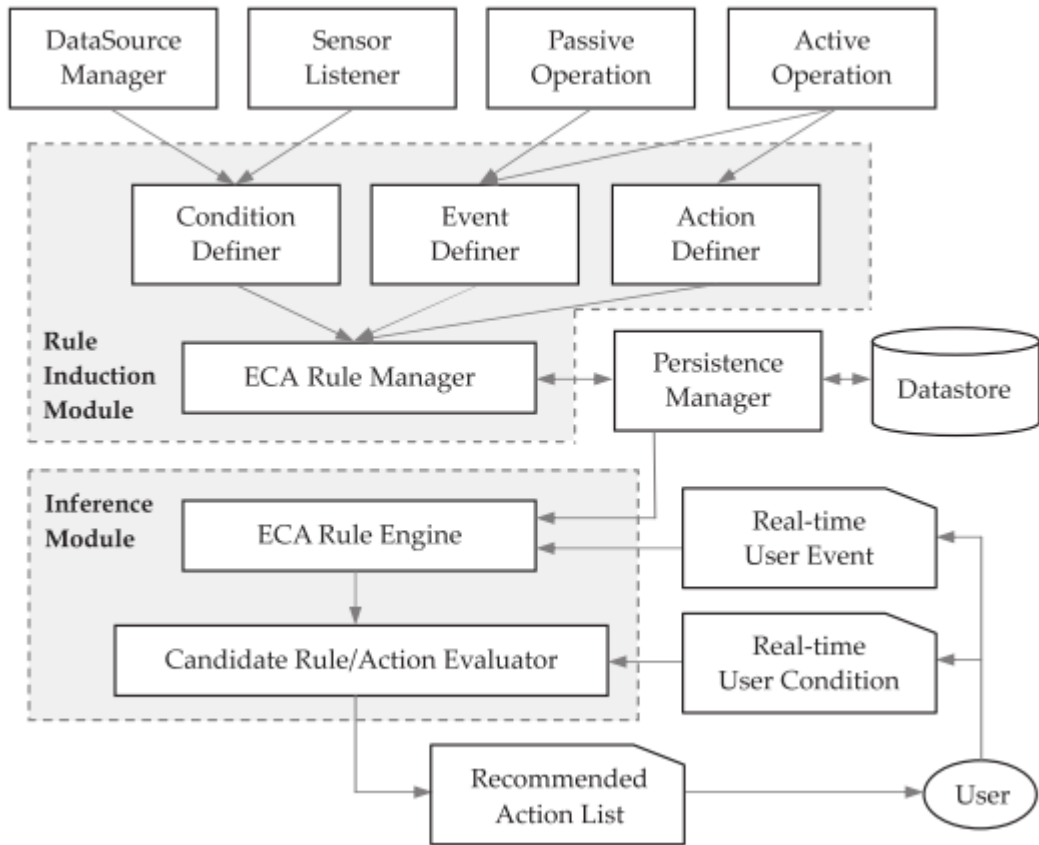 DataSource
Manager
Sensor
Listener
Passive
Operation
Active
Operation
Condition
Definer
Event
Definer
Action
Definer
Rule
Induction
Module
ECA Rule Manager
Persistence
Manager
Datastore
Inference
Module
ECA Rule Engine
Real-time
User Event
Candidate Rule/Action Evaluator
Real-time
User Condition
Recommended
Action List
User